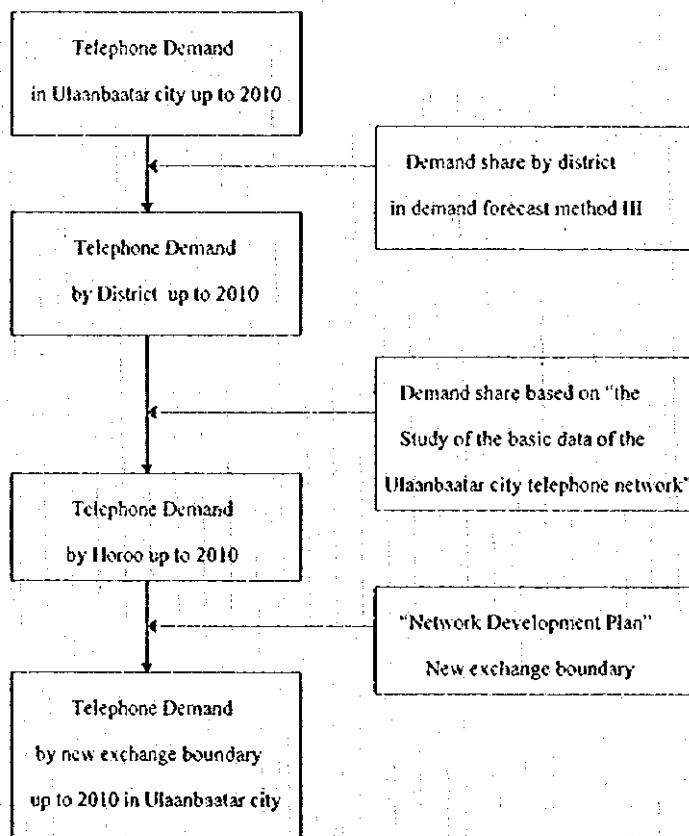 Telephone Demand
in Ulaanbaatar city up to 2010
Demand share by district
in demand forecast method III
Telephone Demand
by District up to 2010
Demand share based on "the
Study of the basic data of the
Ulaanbaatar city telephone network"
Telephone Demand
by Horoo up to 2010
"Network Development Plan"
New exchange boundary
Telephone Demand
by new exchange boundary
up to 2010 in Ulaanbaatar city